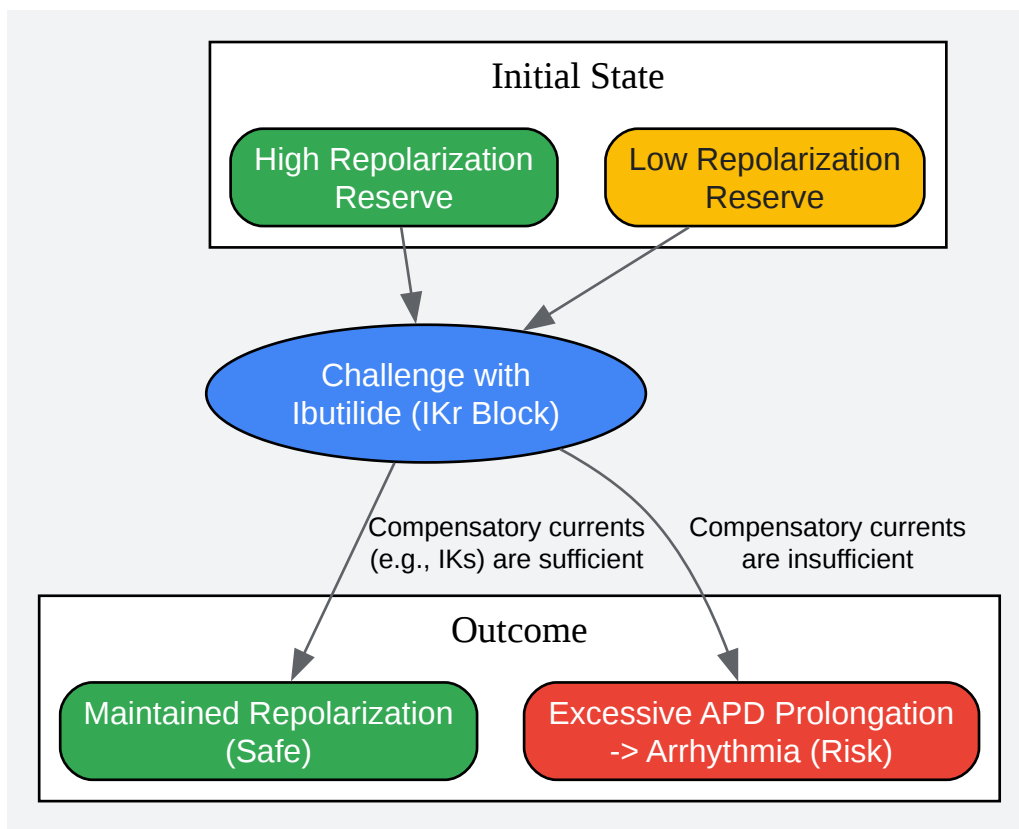 Initial State
High Repolarization
Reserve
Low Repolarization
Reserve
Challenge with
Ibutilide (IKr Block)
Compensatory currents
(e.g., IKs) are sufficient
Compensatory currents
are insufficient
Outcome
Maintained Repolarization
(Safe)
Excessive APD Prolongation
-> Arrhythmia (Risk)